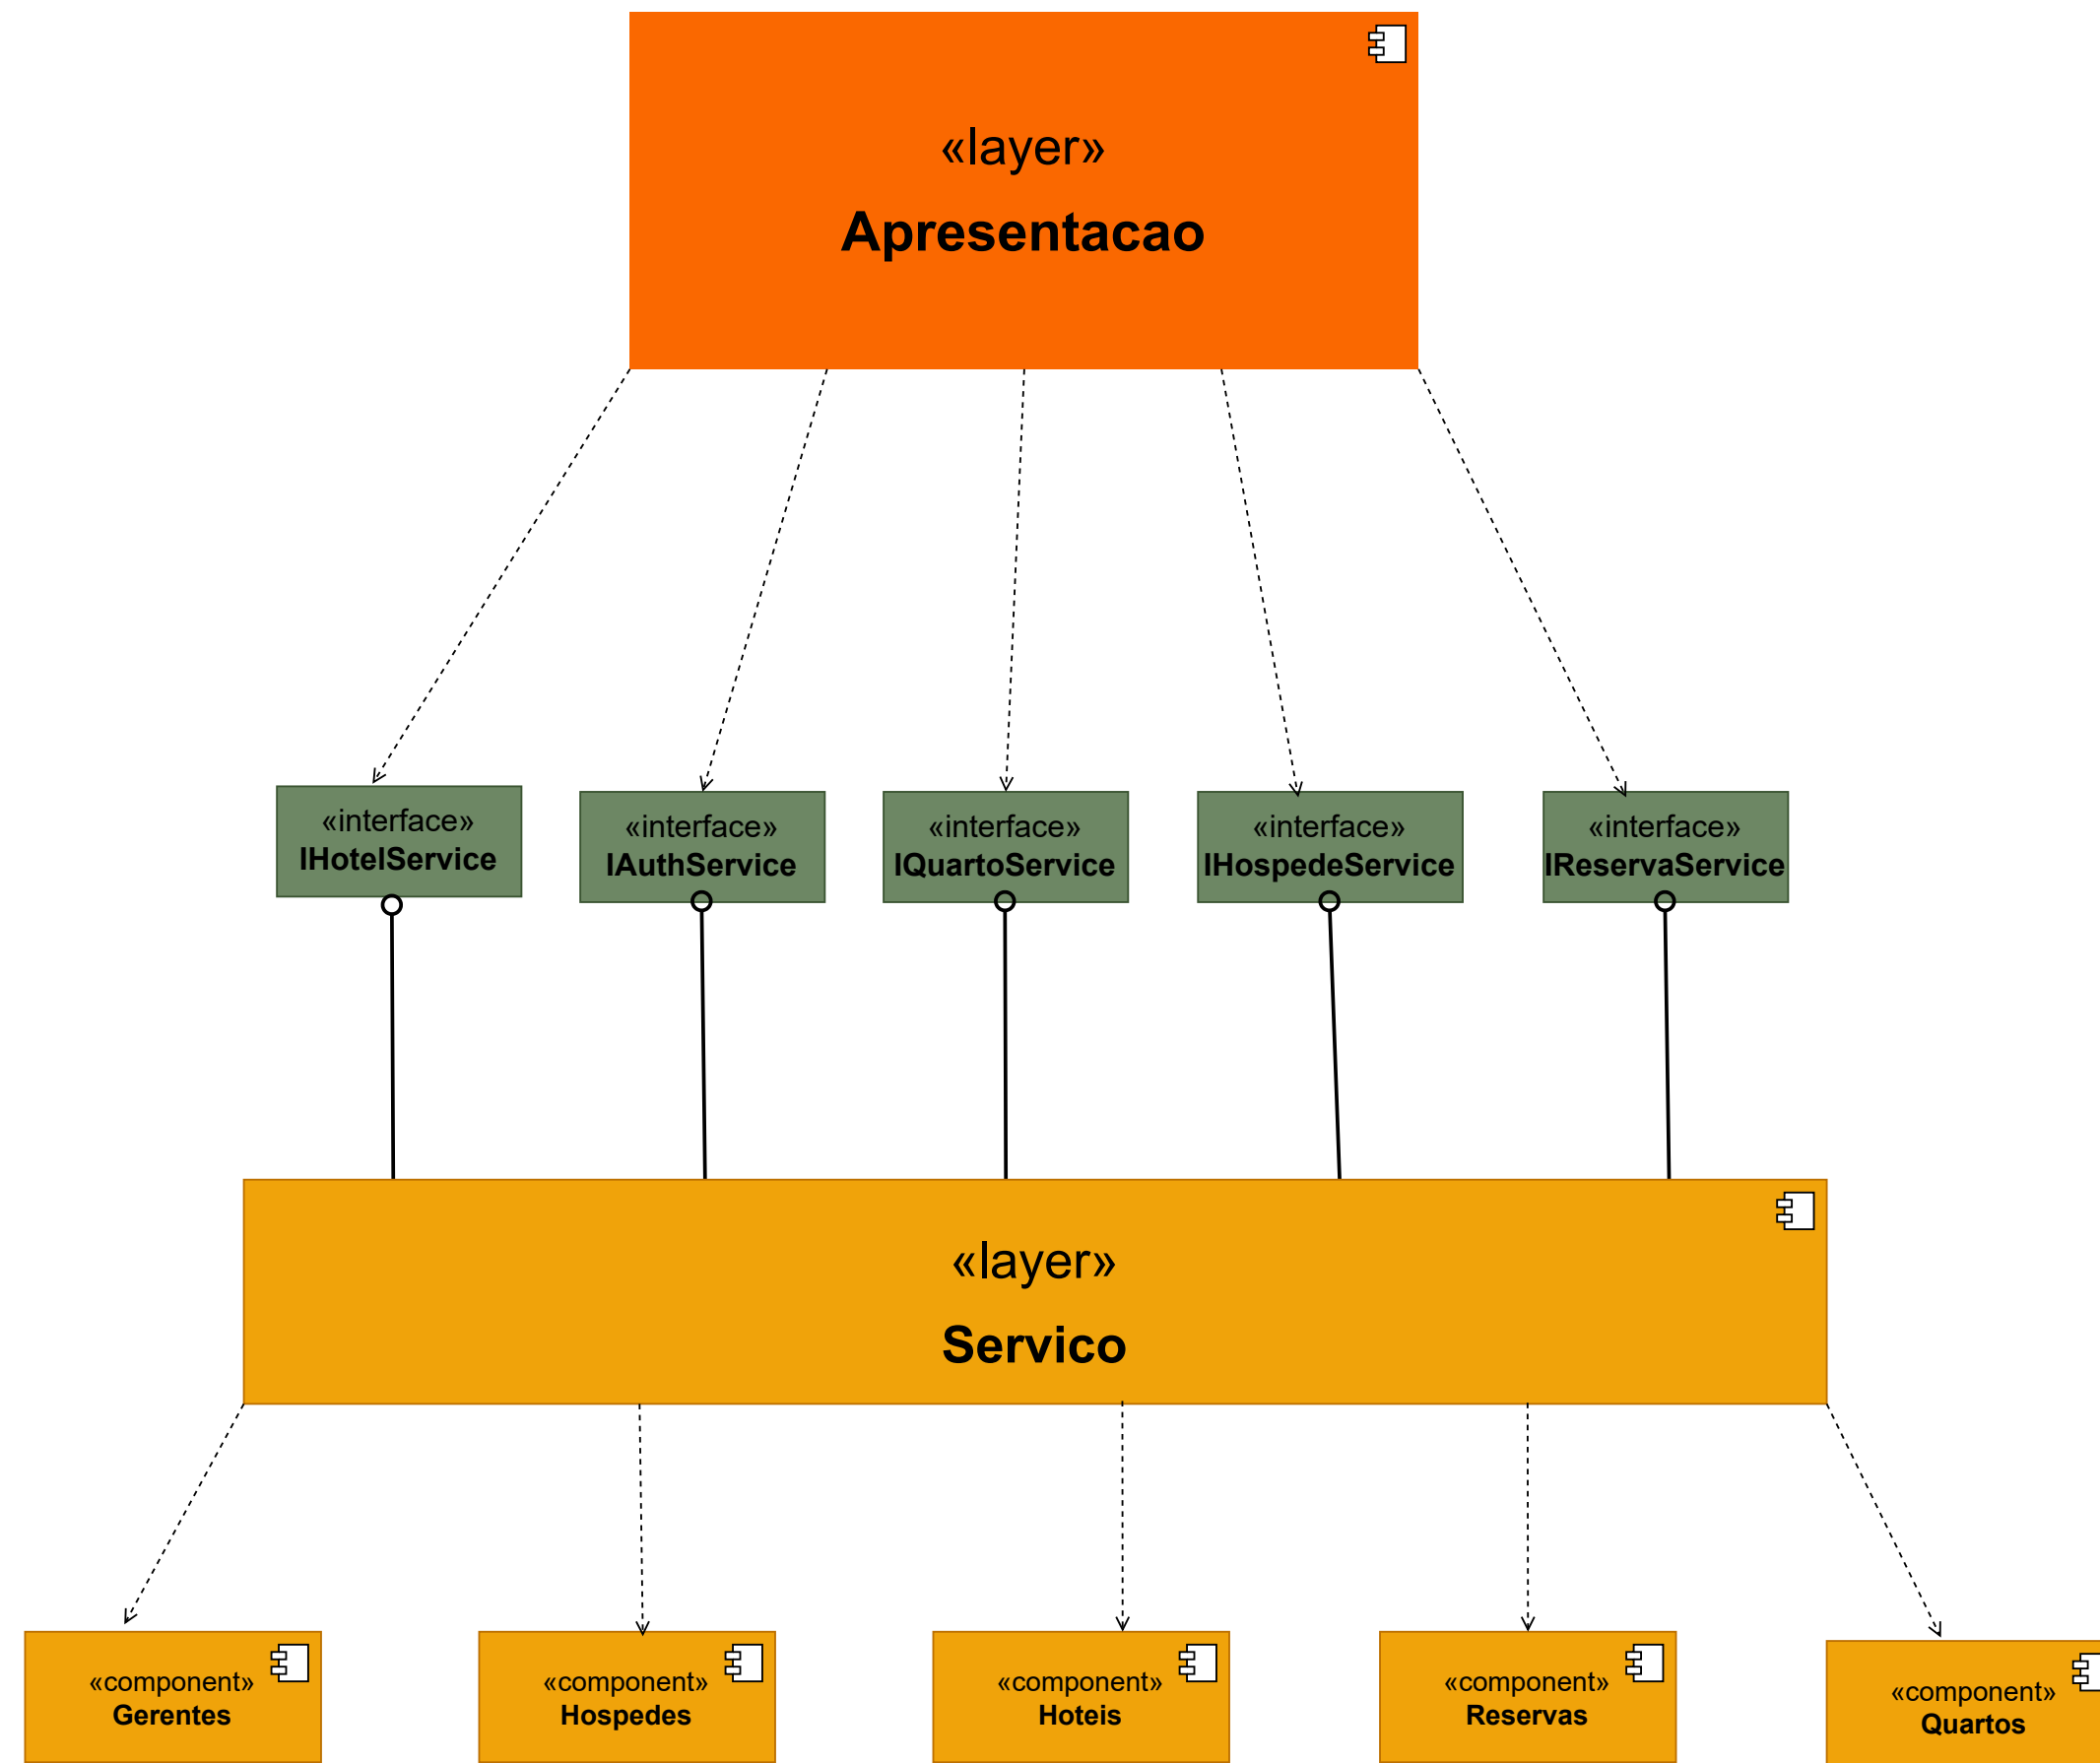 «layer»
Apresentacao
«interface»
IHotelService
«interface»
IAuthService
«interface»
IQuartoService
«interface»
IHospedeService
«interface»
IReservaService
«layer»
Servico
«component»
Gerentes
«component»
Hospedes
«component»
Hoteis
«component»
Reservas
«component»
Quartos